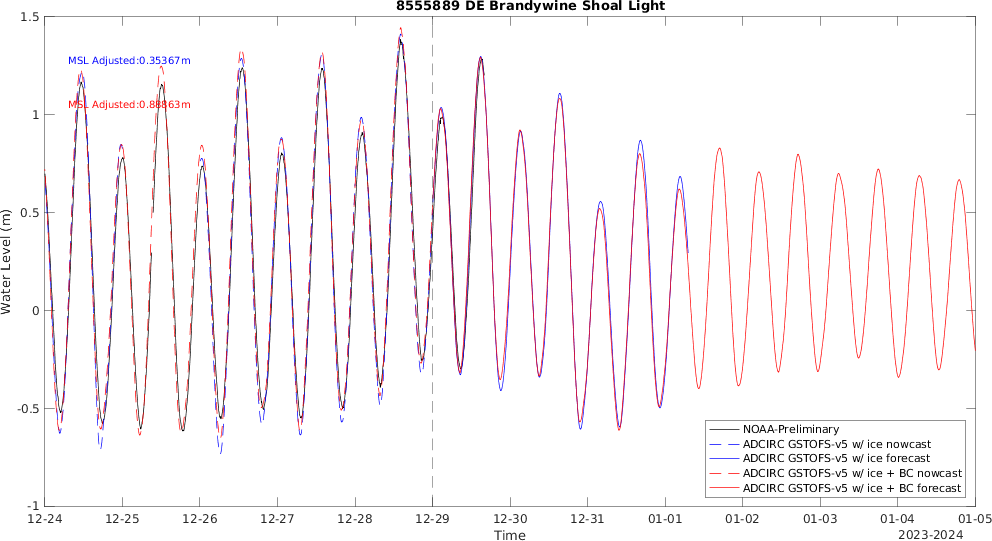 8555889 DE Brandywine Shoal Light
1.5
1
0.5
0
-0.5
-1
Water Level (m)
MSL Adjusted:0.35367m
MSL Adjusted:0.88863m
NOAA-Preliminary
ADCIRC GSTOFS-v5 w/ ice nowcast
ADCIRC GSTOFS-v5 w/ ice forecast
ADCIRC GSTOFS-v5 w/ ice + BC nowcast
ADCIRC GSTOFS-v5 w/ ice + BC forecast
12-24 12-25 12-26 12-27 12-28 12-29 12-30 12-31 01-01 01-02 01-03 01-04 01-05
Time
2023-2024